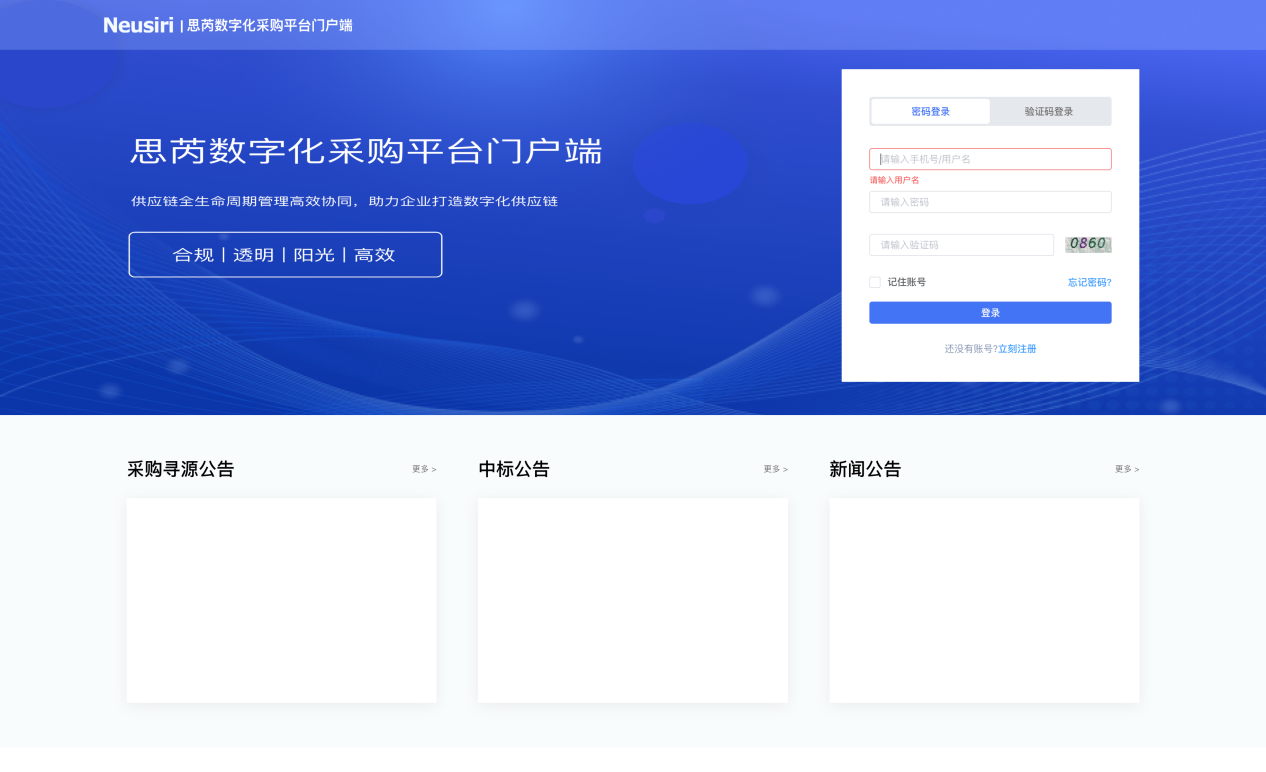 Neusiri | 思芮数字化采购平台门户端
思芮数字化采购平台门户端
供应链全生命周期管理高效协同，助力企业打造数字化供应链
合规 | 透明 | 阳光 | 高效
密码登录
验证码登录
请输入手机号/用户名
请输入用户名
请输入密码
请输入验证码
0860
记住账号
忘记密码?
登录
还没有账号?立刻注册
采购寻源公告
更多 >
中标公告
更多 >
新闻公告
更多 >